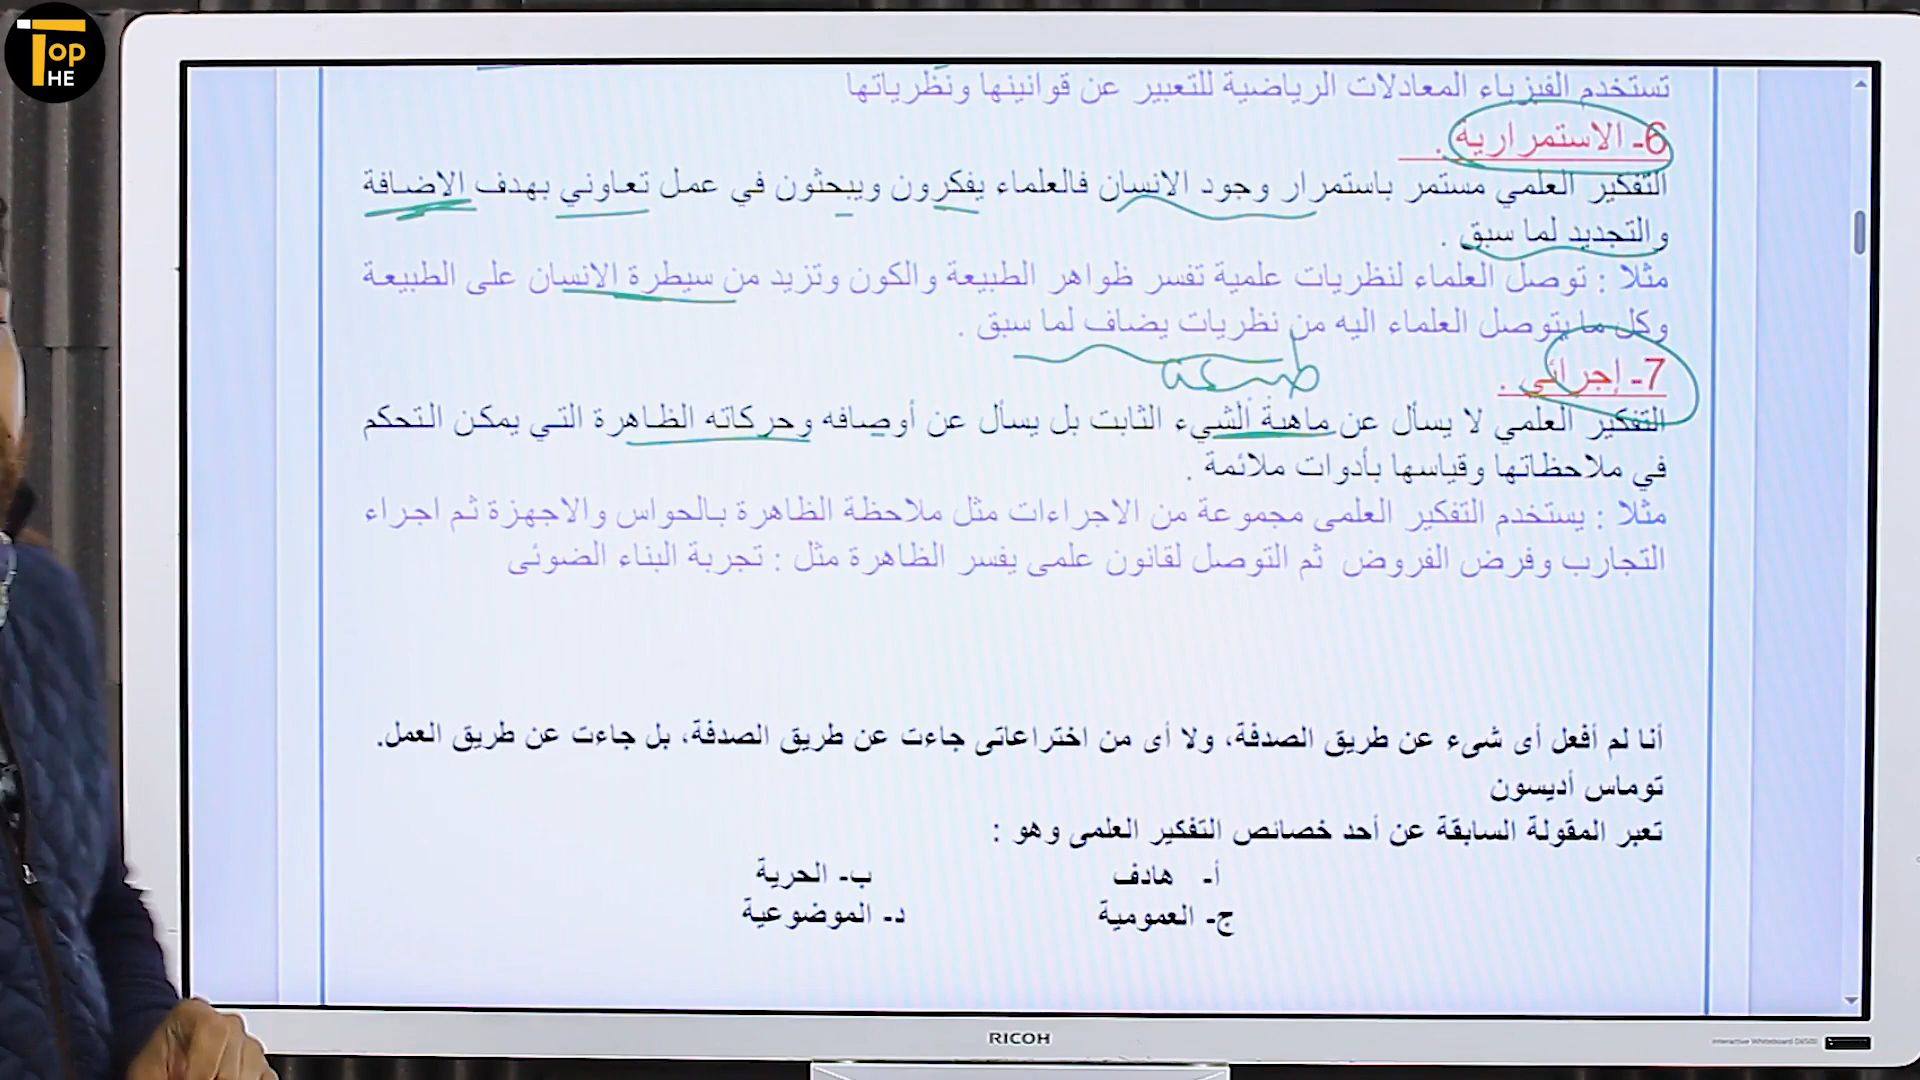 TOP
THE
تستخدم الفيزياء المعادلات الرياضية للتعبير عن قوانينها ونظرياتها
6- الاستمرارية .
التفكير العلمي مستمر باستمرار وجود الانسان فالعلماء يفكرون ويبحثون في عمل تعاوني بهدف الاضافة
والتجديد لما سبق .
مثلا : توصل العلماء لنظريات علمية تفسر ظواهر الطبيعة والكون وتزيد من سيطرة الانسان على الطبيعة
وكل ما يتوصل العلماء اليه من نظريات يضاف لما سبق .
7- إجرائي .
التفكير العلمي لا يسأل عن ماهية الشيء الثابت بل يسأل عن أوصافه وحركاته الظاهرة التي يمكن التحكم
في ملاحظاتها وقياسها بأدوات ملائمة .
مثلا : يستخدم التفكير العلمى مجموعة من الاجراءات مثل ملاحظة الظاهرة بالحواس والاجهزة ثم اجراء
التجارب وفرض الفروض ثم التوصل لقانون علمى يفسر الظاهرة مثل : تجربة البناء الضوئى
أنا لم أفعل أى شىء عن طريق الصدفة، ولا أى من اختراعاتى جاءت عن طريق الصدفة، بل جاءت عن طريق العمل.
توماس أديسون
تعبر المقولة السابقة عن أحد خصائص التفكير العلمى وهو :
أ- هادف ب- الحرية
ج- العمومية د- الموضوعية
RICOH